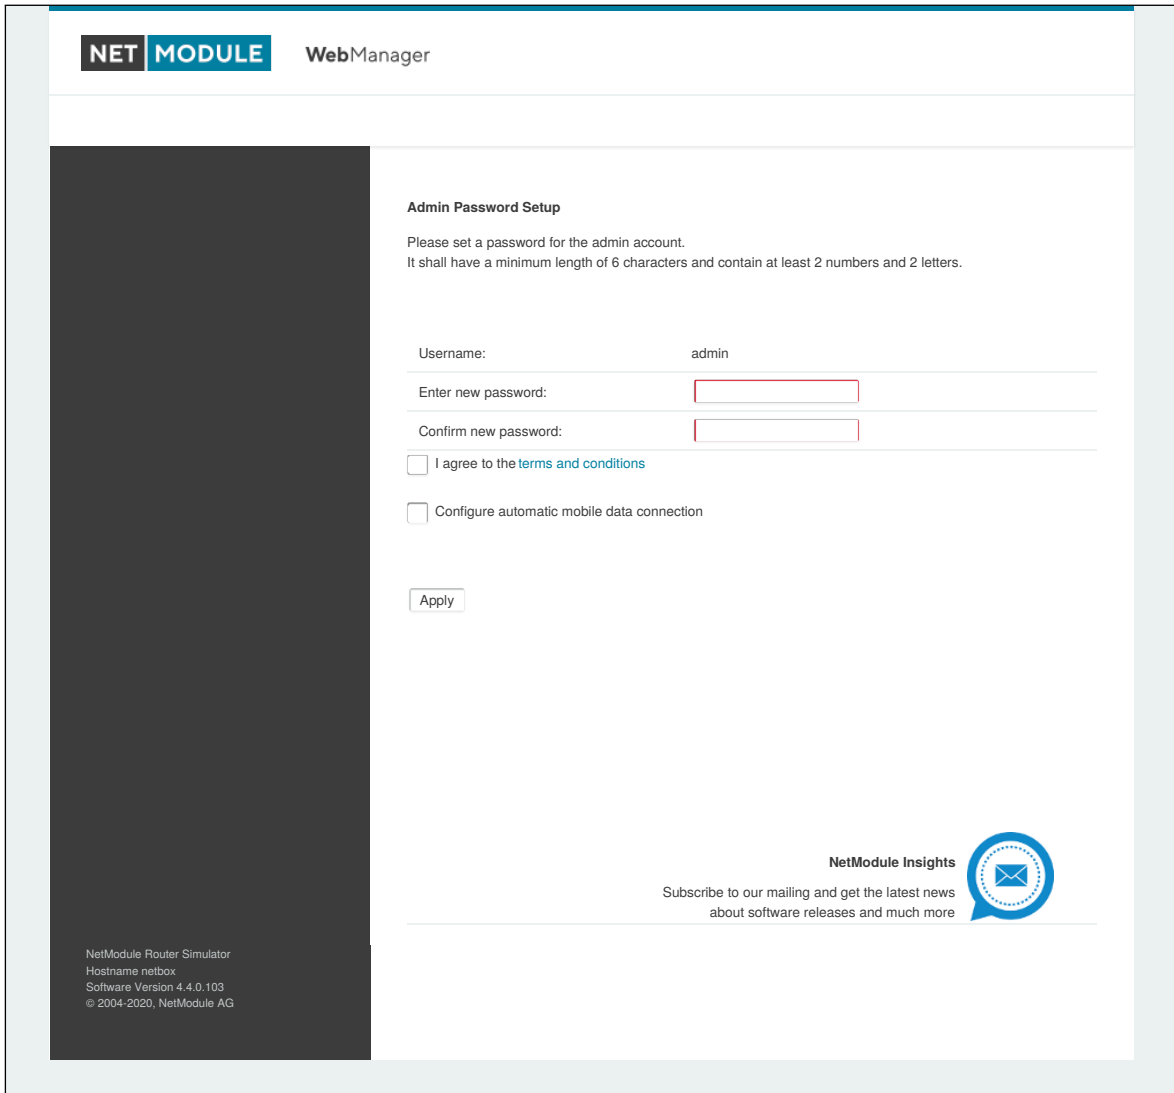 NET MODULE WebManager
Admin Password Setup
Please set a password for the admin account.
It shall have a minimum length of 6 characters and contain at least 2 numbers and 2 letters.
Username: admin
Enter new password:
Confirm new password:
I agree to the terms and conditions
Configure automatic mobile data connection
Apply
NetModule Insights
Subscribe to our mailing and get the latest news
about software releases and much more
NetModule Router Simulator
Hostname netbox
Software Version 4.4.0.103
© 2004-2020, NetModule AG